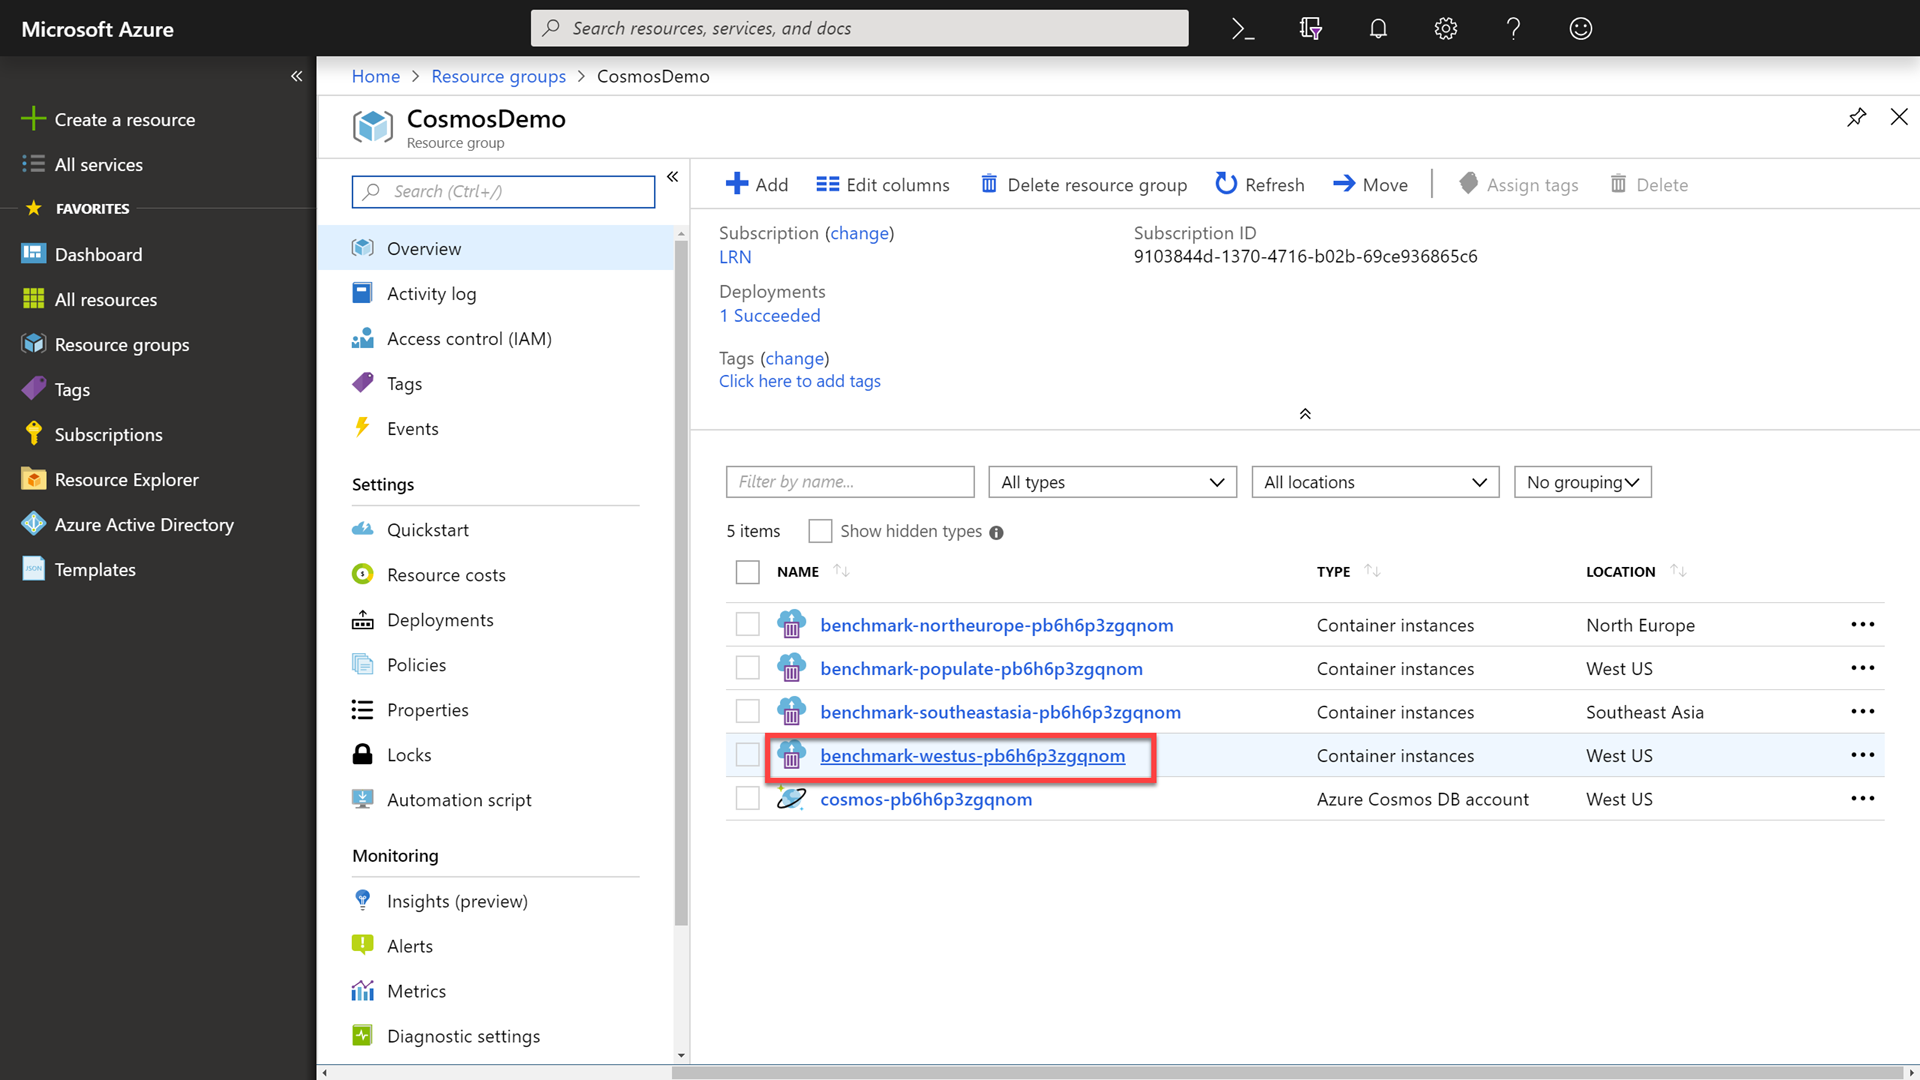 Microsoft Azure
Search resources, services, and docs
Create a resource
All services
FAVORITES
Dashboard
All resources
Resource groups
Tags
Subscriptions
Resource Explorer
Azure Active Directory
Templates
Home > Resource groups > CosmosDemo
CosmosDemo
Resource group
Search (Ctrl+/)
Overview
Activity log
Access control (IAM)
Tags
Events
Settings
Quickstart
Resource costs
Deployments
Policies
Properties
Locks
Automation script
Monitoring
Insights (preview)
Alerts
Metrics
Diagnostic settings
Add Edit columns Delete resource group Refresh Move Assign tags Delete
Subscription (change)
LRN
Subscription ID
9103844d-1370-4716-b02b-69ce936865c6
Deployments
1 Succeeded
Tags (change)
Click here to add tags
Filter by name... All types All locations No grouping
5 items Show hidden types
NAME TYPE LOCATION
benchmark-northeurope-pb6h6p3zgqnom Container instances North Europe
benchmark-populate-pb6h6p3zgqnom Container instances West US
benchmark-southeastasia-pb6h6p3zgqnom Container instances Southeast Asia
benchmark-westus-pb6h6p3zgqnom Container instances West US
cosmos-pb6h6p3zgqnom Azure Cosmos DB account West US